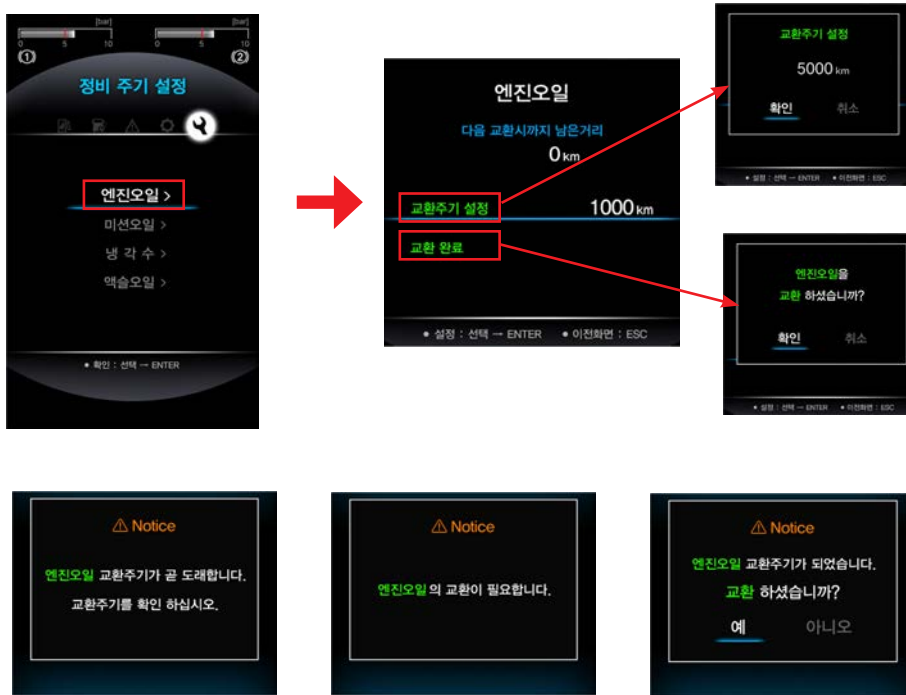 [bar]
[bar]
0 5 10
0 5 10
(1)
(2)
정비 주기 설정
엔진오일 >
미션오일 >
냉 각 수 >
액슬오일 >
• 확인 : 선택 → ENTER
엔진오일
다음 교환시까지 남은거리
0 km
교환주기 설정 1000 km
교환 완료
• 설정 : 선택 → ENTER • 이전화면 : ESC
교환주기 설정
5000 km
확인 취소
• 설정 : 선택 → ENTER • 이전화면 : ESC
엔진오일을
교환 하셨습니까?
확인 취소
• 설정 : 선택 → ENTER • 이전화면 : ESC
⚠ Notice
엔진오일 교환주기가 곧 도래합니다.
교환주기를 확인 하십시오.
⚠ Notice
엔진오일 의 교환이 필요합니다.
⚠ Notice
엔진오일 교환주기가 되었습니다.
교환 하셨습니까?
예 아니오